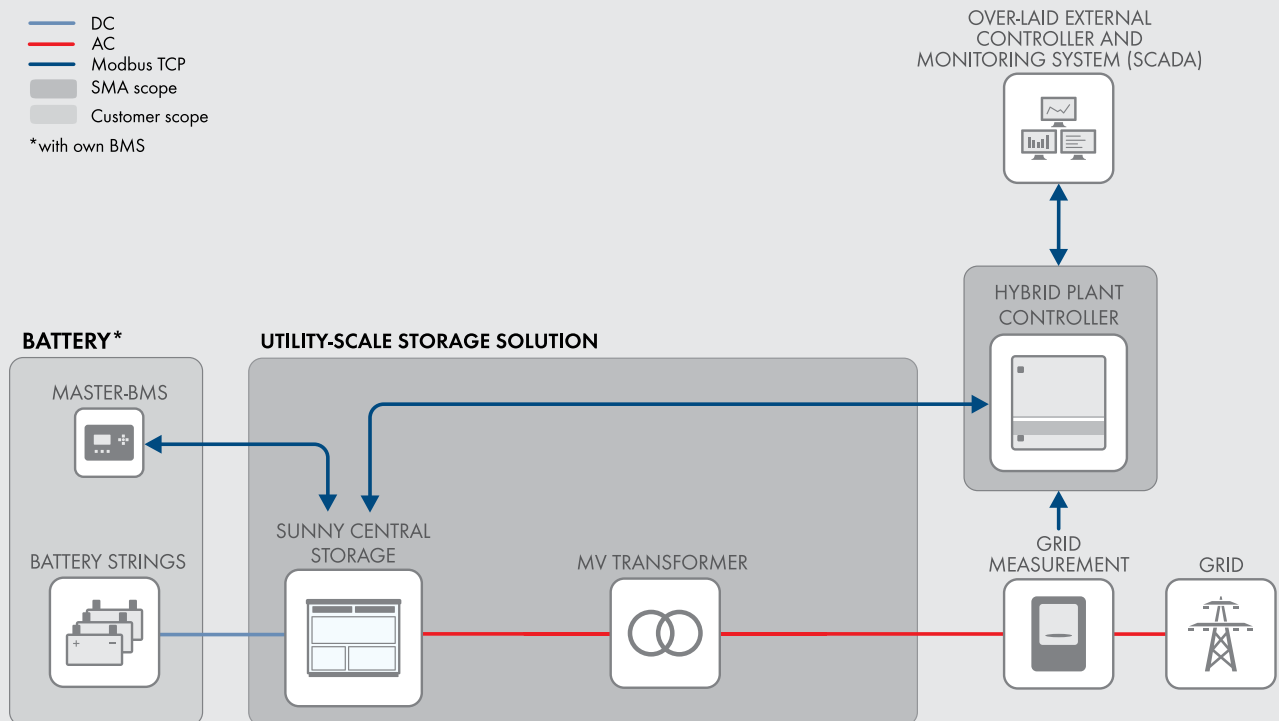 DC
AC
Modbus TCP
SMA scope
Customer scope
*with own BMS
OVER-LAID EXTERNAL
CONTROLLER AND
MONITORING SYSTEM (SCADA)
HYBRID PLANT
CONTROLLER
BATTERY*
UTILITY-SCALE STORAGE SOLUTION
MASTER-BMS
SUNNY CENTRAL
STORAGE
BATTERY STRINGS
MV TRANSFORMER
GRID
MEASUREMENT
GRID
+ −